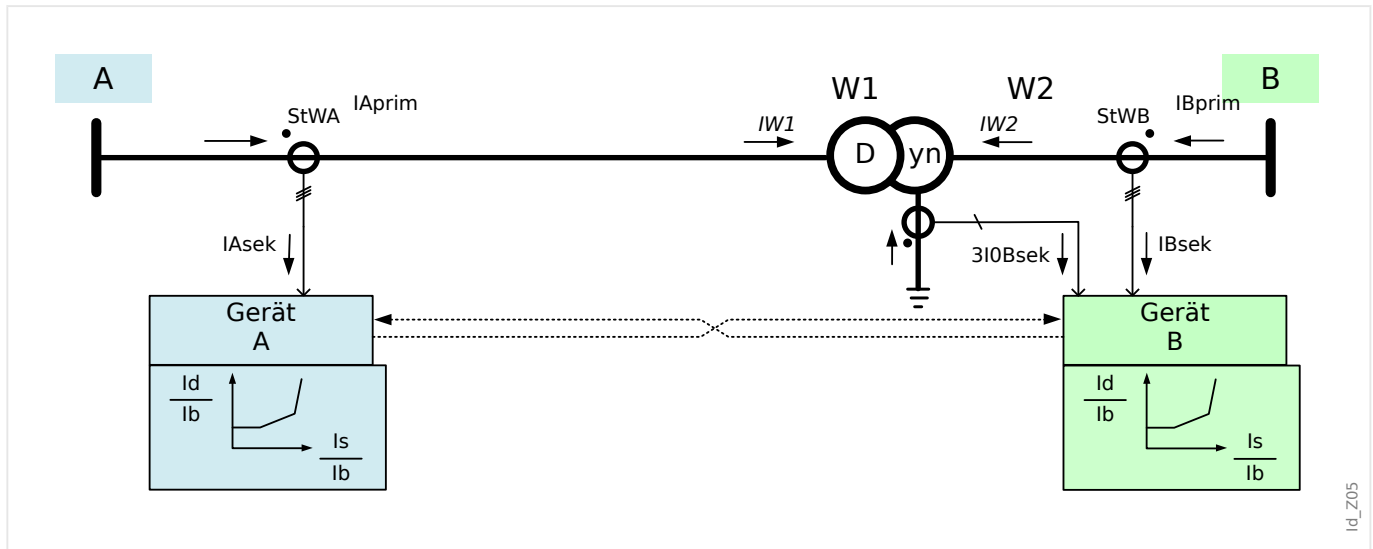 A
B
W1
W2
StWA
IAprim
IW1
IW2
StWB
IBprim
D
yn
IAsek
3I0Bsek
IBsek
Gerät
A
Gerät
B
Id
Ib
Is
Ib
Id
Ib
Is
Ib
Id_Z05